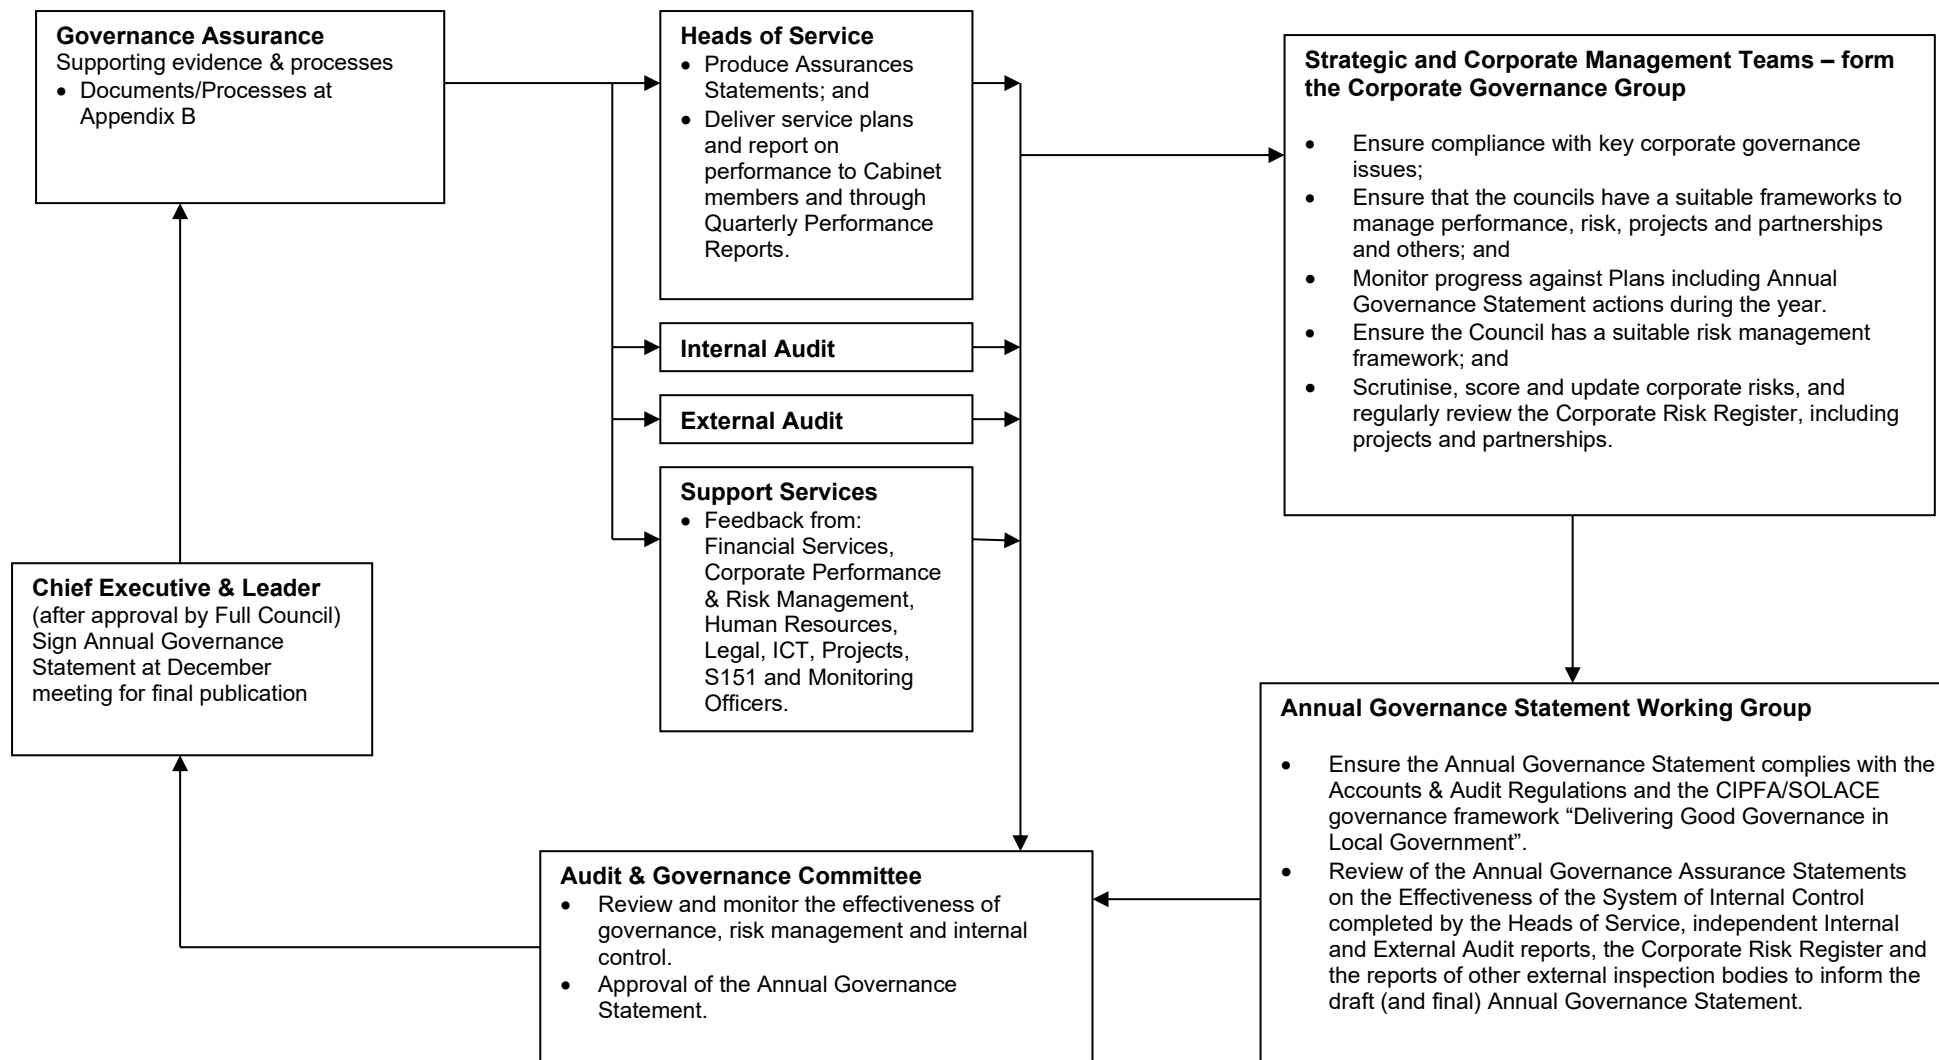 Governance Assurance
Supporting evidence & processes
• Documents/Processes at
Appendix B
Heads of Service
• Produce Assurances
Statements; and
• Deliver service plans
and report on
performance to Cabinet
members and through
Quarterly Performance
Reports.
Internal Audit
External Audit
Support Services
• Feedback from:
Financial Services,
Corporate Performance
& Risk Management,
Human Resources,
Legal, ICT, Projects,
S151 and Monitoring
Officers.
Strategic and Corporate Management Teams – form
the Corporate Governance Group
• Ensure compliance with key corporate governance
issues;
• Ensure that the councils have a suitable frameworks to
manage performance, risk, projects and partnerships
and others; and
• Monitor progress against Plans including Annual
Governance Statement actions during the year.
• Ensure the Council has a suitable risk management
framework; and
• Scrutinise, score and update corporate risks, and
regularly review the Corporate Risk Register, including
projects and partnerships.
Chief Executive & Leader
(after approval by Full Council)
Sign Annual Governance
Statement at December
meeting for final publication
Annual Governance Statement Working Group
• Ensure the Annual Governance Statement complies with the
Accounts & Audit Regulations and the CIPFA/SOLACE
governance framework “Delivering Good Governance in
Local Government”.
• Review of the Annual Governance Assurance Statements
on the Effectiveness of the System of Internal Control
completed by the Heads of Service, independent Internal
and External Audit reports, the Corporate Risk Register and
the reports of other external inspection bodies to inform the
draft (and final) Annual Governance Statement.
Audit & Governance Committee
• Review and monitor the effectiveness of
governance, risk management and internal
control.
• Approval of the Annual Governance
Statement.